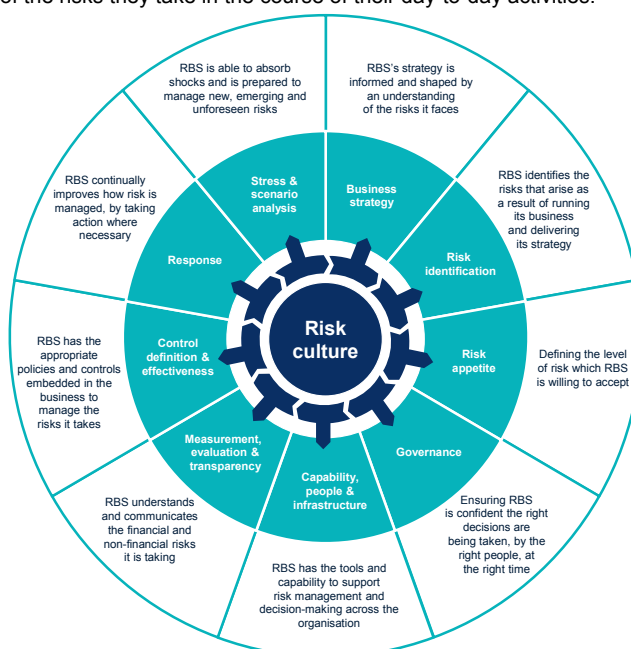 of the risks they take in the course of their day-to-day activities.
RBS is able to absorb
shocks and is prepared to
manage new, emerging and
unforeseen risks
RBS's strategy is
informed and shaped by
an understanding
of the risks it faces
RBS continually
improves how risk is
managed, by taking
action where
necessary
Stress &
scenario
analysis
Business
strategy
RBS identifies the
risks that arise as
a result of running
its business
and delivering
its strategy
Response
Risk
identification
Risk
culture
RBS has the
appropriate
policies and controls
embedded in the
business to
manage the
risks it takes
Control
definition &
effectiveness
Risk
appetite
Defining the level
of risk which RBS
is willing to accept
Measurement,
evaluation &
transparency
Capability,
people &
infrastructure
Governance
RBS understands
and communicates
the financial and
non-financial risks
it is taking
RBS has the tools and
capability to support
risk management and
decision-making across the
organisation
Ensuring RBS
is confident the right
decisions are
being taken, by the
right people, at
the right time